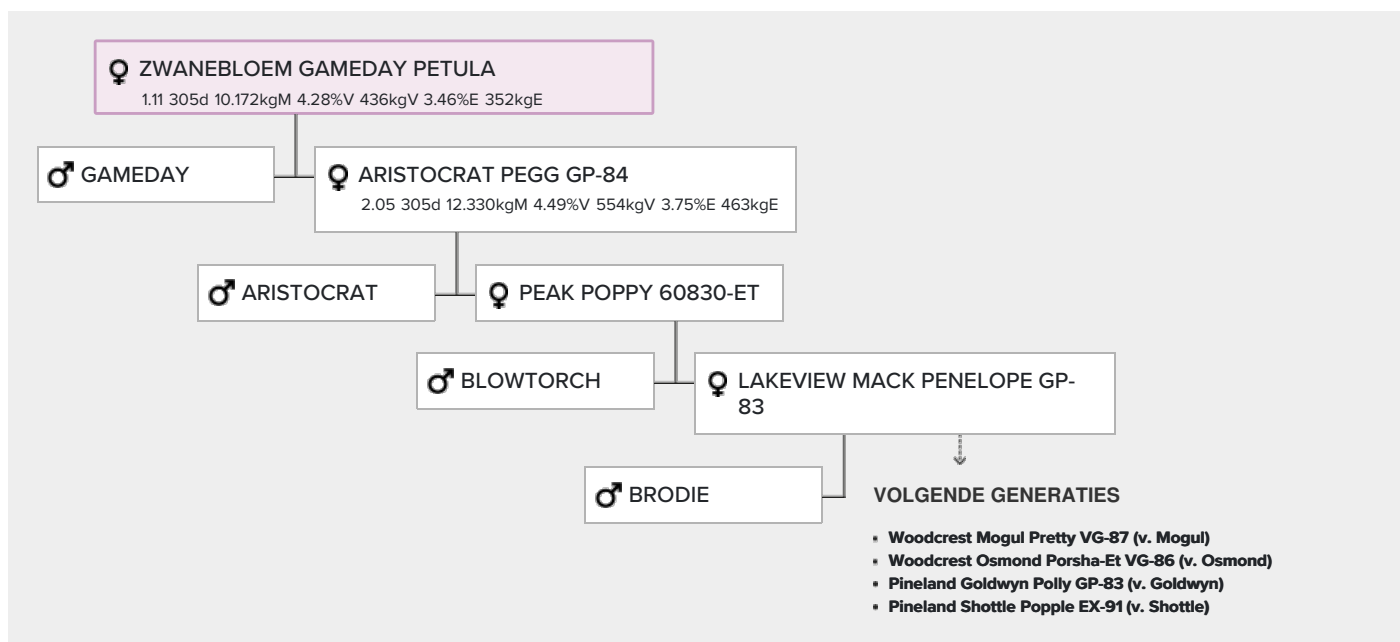 ZWANEBLOEM GAMEDAY PETULA
1.11 305d 10.172kgM 4.28%V 436kgV 3.46%E 352kgE
GAMEDAY
ARISTOCRAT PEGG GP-84
2.05 305d 12.330kgM 4.49%V 554kgV 3.75%E 463kgE
ARISTOCRAT
PEAK POPPY 60830-ET
BLOWTORCH
LAKEVIEW MACK PENELOPE GP-
83
BRODIE
VOLGENDE GENERATIES
Woodcrest Mogul Pretty VG-87 (v. Mogul)
Woodcrest Osmond Porsha-Et VG-86 (v. Osmond)
Pineland Goldwyn Polly GP-83 (v. Goldwyn)
Pineland Shottle Popple EX-91 (v. Shottle)